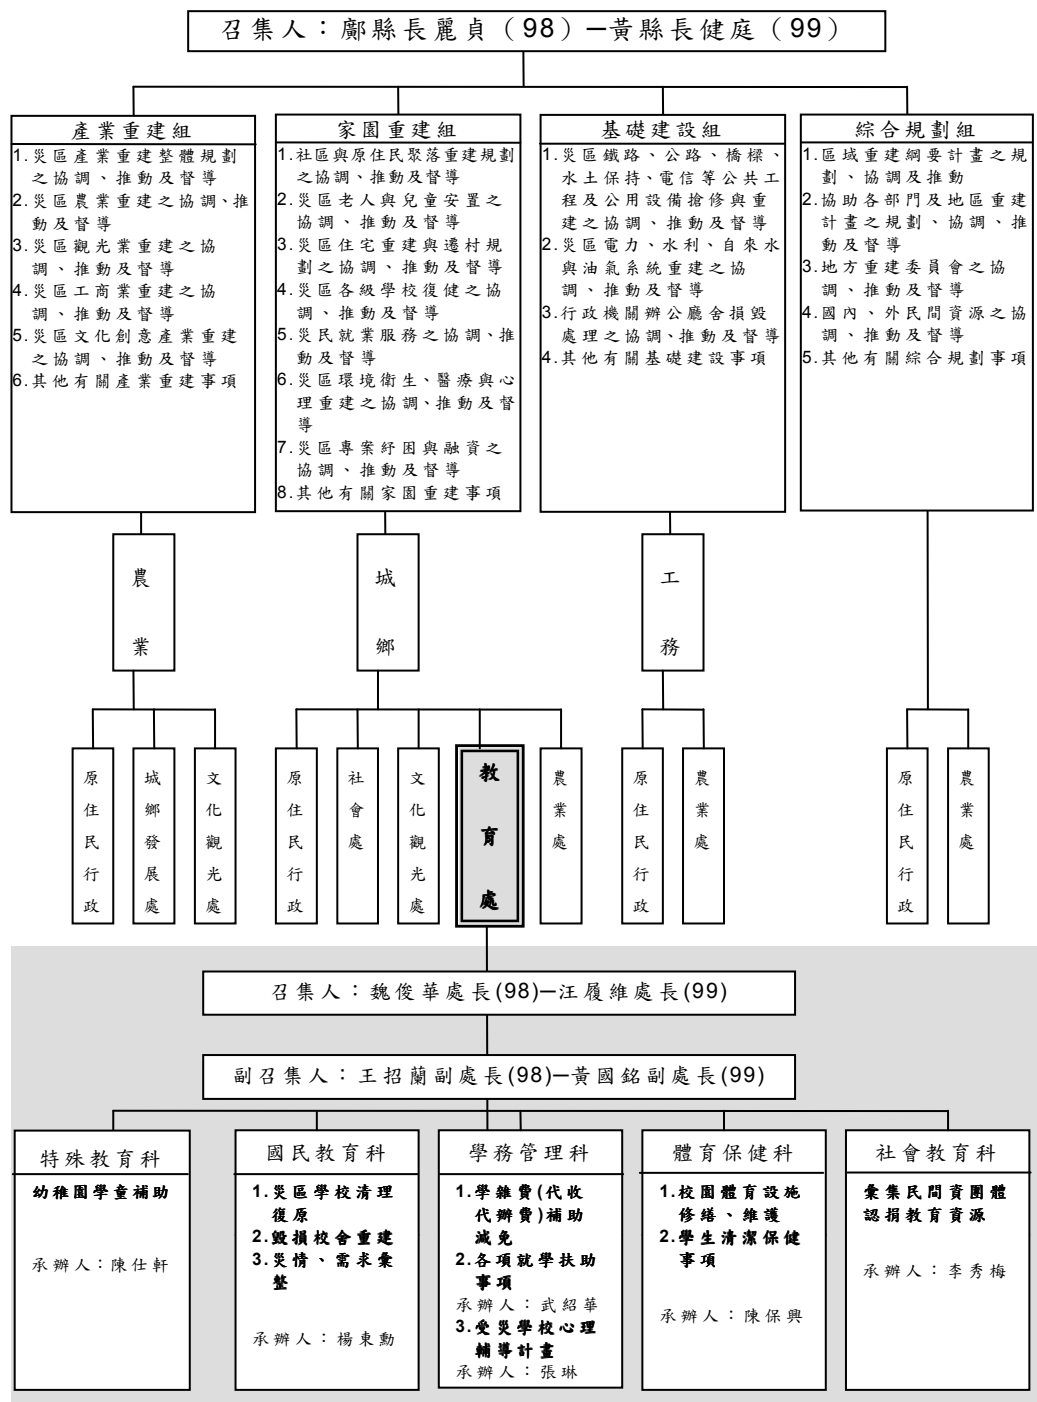 召集人：鄺縣長麗貞（98）—黃縣長健庭（99）
產業重建組
1.災區產業重建整體規劃
之協調、推動及督導
2.災區農業重建之協調、推
動及督導
3.災區觀光業重建之協
調、推動及督導
4.災區工商業重建之協
調、推動及督導
5.災區文化創意產業重建
之協調、推動及督導
6.其他有關產業重建事項
家園重建組
1.社區與原住民聚落重建規劃
之協調、推動及督導
2.災區老人與兒童安置之
協調、推動及督導
3.災區住宅重建與遷村規
劃之協調、推動及督導
4.災區各級學校復健之協
調、推動及督導
5.災民就業服務之協調、推
動及督導
6.災區環境衛生、醫療與心
理重建之協調、推動及督
導
7.災區專案紓困與融資之
協調、推動及督導
8.其他有關家園重建事項
基礎建設組
1.災區鐵路、公路、橋樑、
水土保持、電信等公共工
程及公用設備搶修與重
建之協調、推動及督導
2.災區電力、水利、自來水
與油氣系統重建之協
調、推動及督導
3.行政機關辦公廳舍損毀
處理之協調、推動及督導
4.其他有關基礎建設事項
綜合規劃組
1.區域重建綱要計畫之規
劃、協調及推動
2.協助各部門及地區重建
計畫之規劃、協調、推
動及督導
3.地方重建委員會之協
調、推動及督導
4.國內、外民間資源之協
調、推動及督導
5.其他有關綜合規劃事項
農業
城鄉
工務
原住民行政
城鄉發展處
文化觀光處
原住民行政
社會處
文化觀光處
教育處
農業處
原住民行政
農業處
原住民行政
農業處
召集人：魏俊華處長(98)—汪履維處長(99)
副召集人：王招蘭副處長(98)—黃國銘副處長(99)
特殊教育科
幼稚園學童補助
承辦人：陳仕軒
國民教育科
1.災區學校清理
復原
2.毀損校舍重建
3.災情、需求彙
整
承辦人：楊東勳
學務管理科
1.學雜費(代收
代辦費)補助
減免
2.各項就學扶助
事項
承辦人：武紹華
3.受災學校心理
輔導計畫
承辦人：張琳
體育保健科
1.校園體育設施
修繕、維護
2.學生清潔保健
事項
承辦人：陳保興
社會教育科
彙集民間資團體
認捐教育資源
承辦人：李秀梅